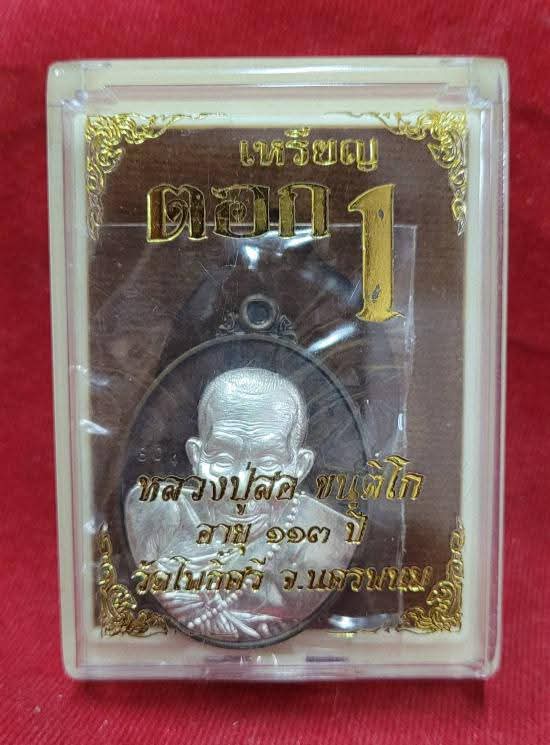 เหรียญ
ตอก 1
หลวงปู่สอ ขนฺติโก
อายุ ๑๑๓ ปี
วัดโพธิ์ศรี จ.นครพนม